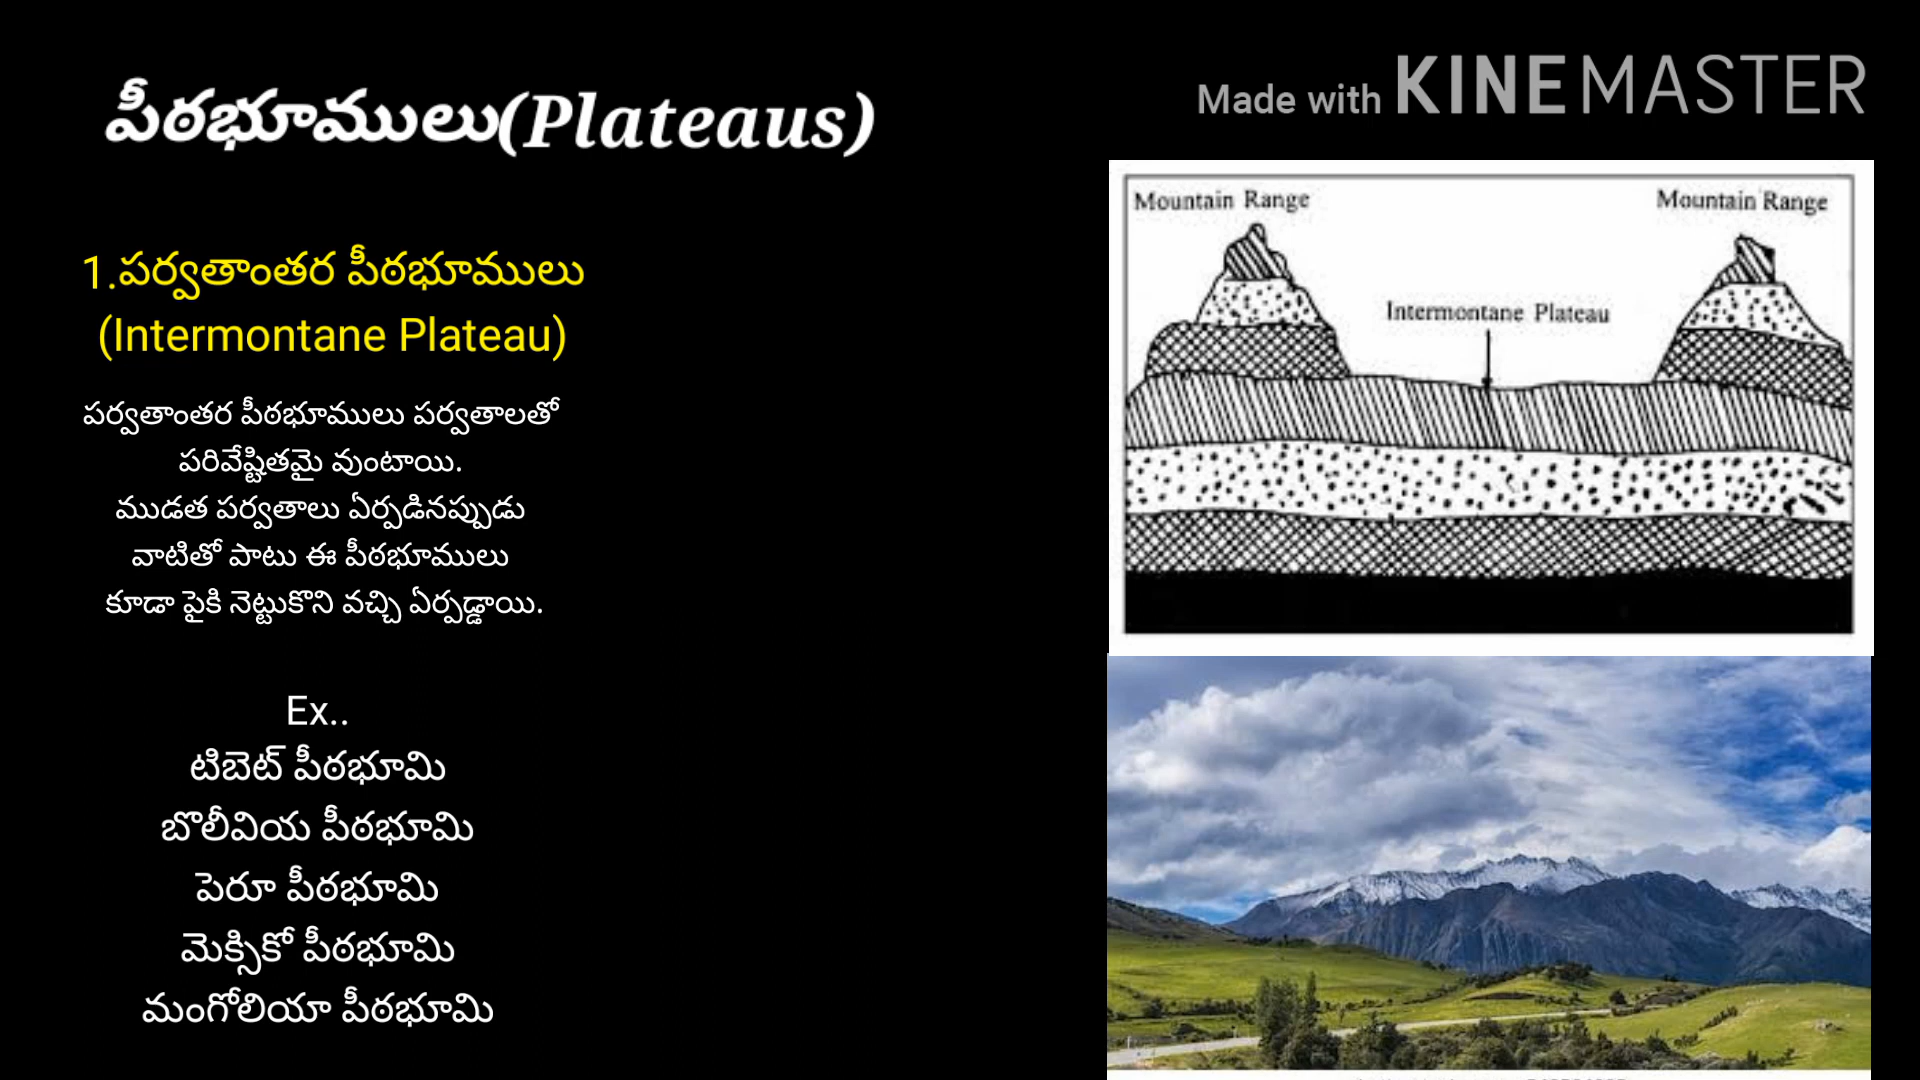 పీఠభూములు(Plateaus)
Made with KINEMASTER
1.పర్వతాంతర పీఠభూములు
(Intermontane Plateau)
పర్వతాంతర పీఠభూములు పర్వతాలతో
పరివేష్టితమై వుంటాయి.
ముడత పర్వతాలు ఏర్పడినప్పుడు
వాటితో పాటు ఈ పీఠభూములు
కూడా పైకి నెట్టుకొని వచ్చి ఏర్పడ్డాయి.
Ex..
టిబెట్ పీఠభూమి
బొలీవియ పీఠభూమి
పెరూ పీఠభూమి
మెక్సికో పీఠభూమి
మంగోలియా పీఠభూమి
Mountain Range
Mountain Range
Intermontane Plateau